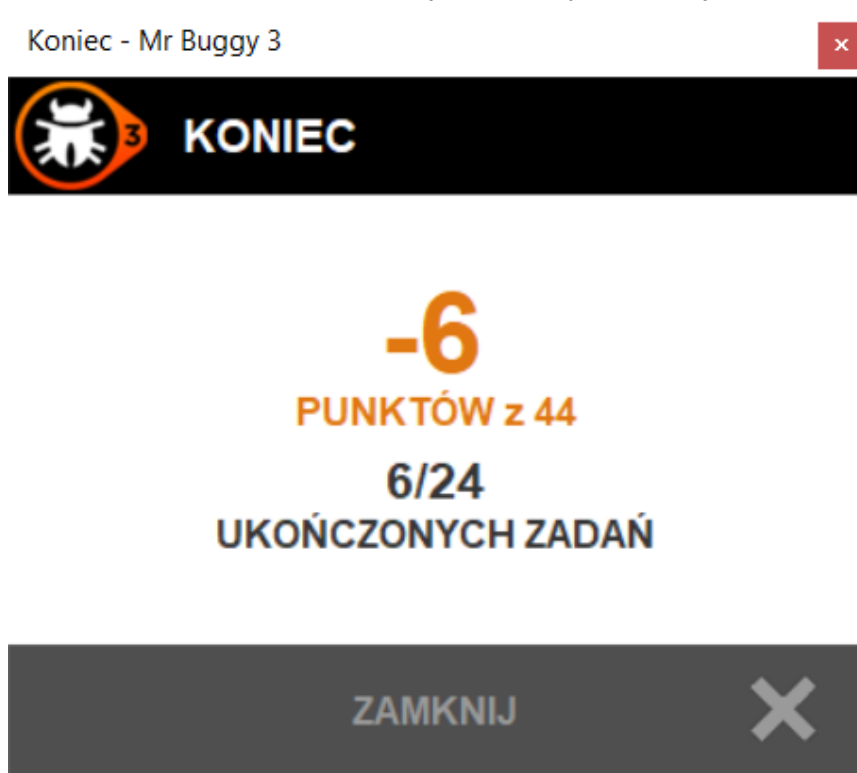 Koniec - Mr Buggy 3
3
KONIEC
-6
PUNKTÓW z 44
6/24
UKOŃCZONYCH ZADAŃ
ZAMKNIJ